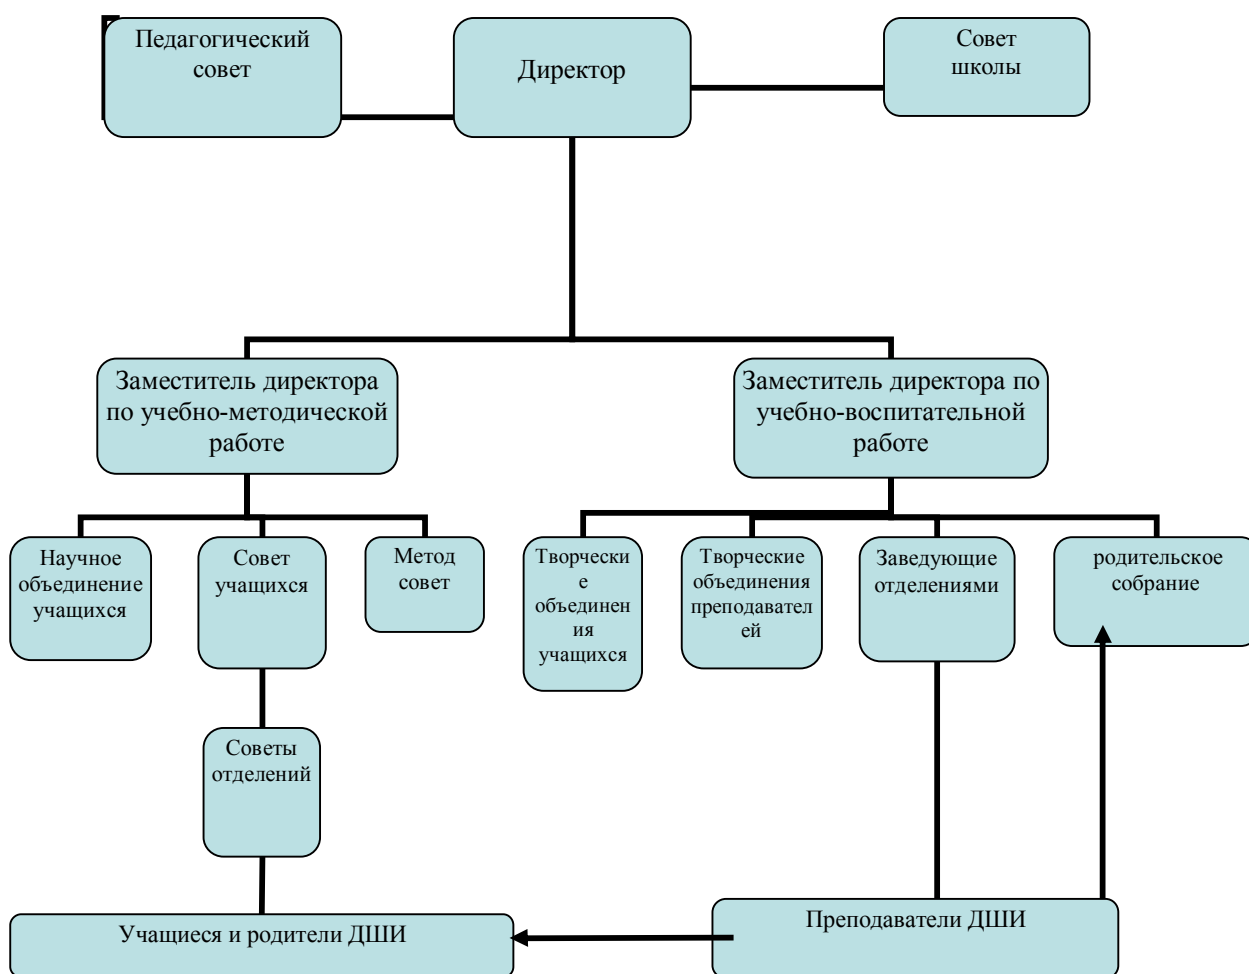 Педагогический
совет
Директор
Совет
школы
Заместитель директора
по учебно-методической
работе
Заместитель директора по
учебно-воспитательной
работе
Научное
объединение
учащихся
Совет
учащихся
Метод
совет
Творчески
е
объединен
ия
учащихся
Творческие
объединения
преподавател
ей
Заведующие
отделениями
родительское
собрание
Советы
отделений
Учащиеся и родители ДШИ
Преподаватели ДШИ